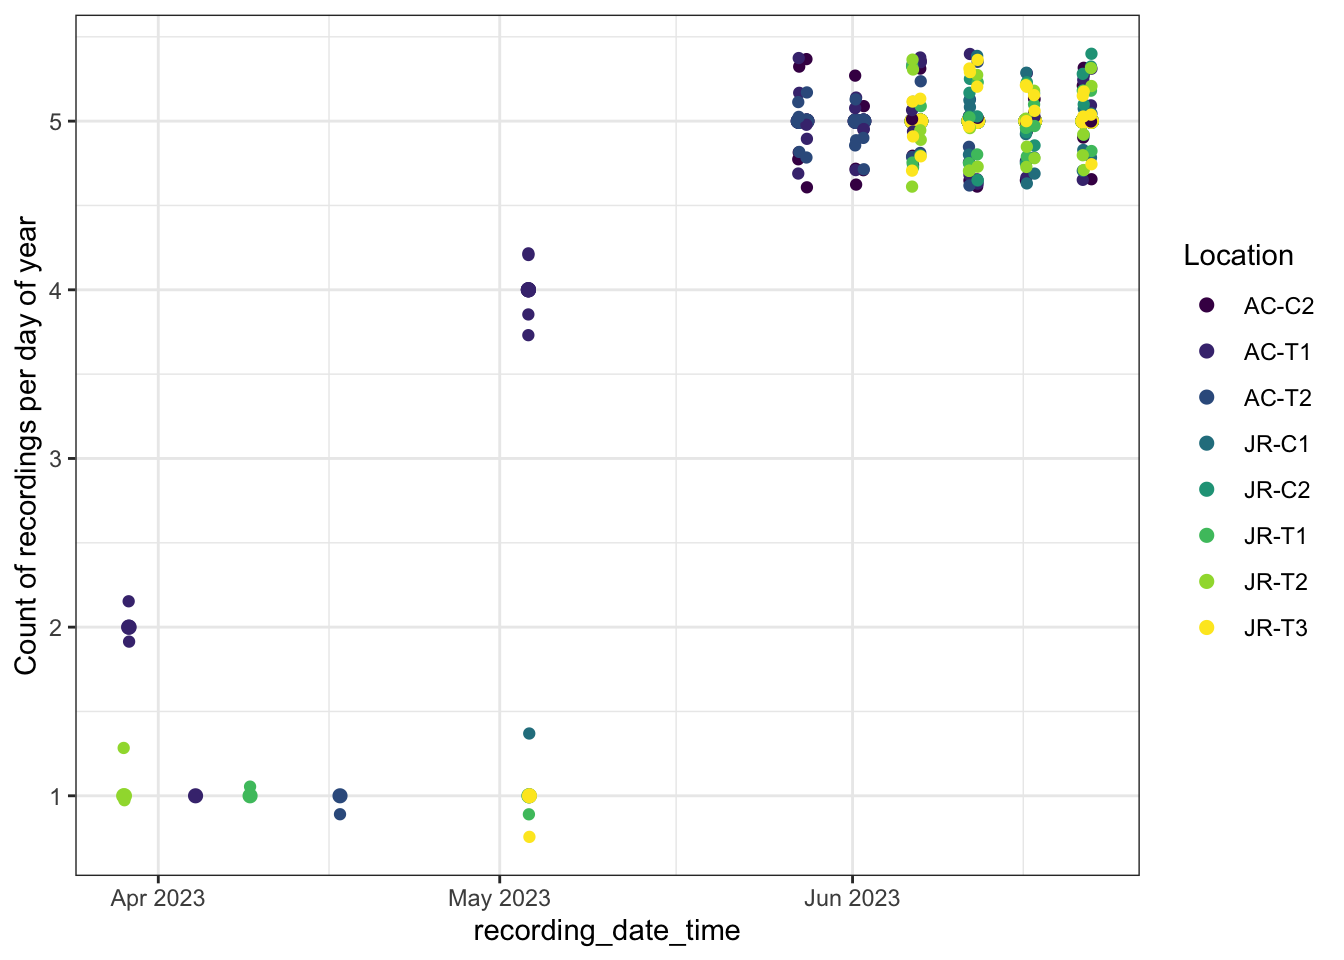 Count of recordings per day of year
5
4
3
2
1
Apr 2023
May 2023
Jun 2023
recording_date_time
Location
AC-C2
AC-T1
AC-T2
JR-C1
JR-C2
JR-T1
JR-T2
JR-T3